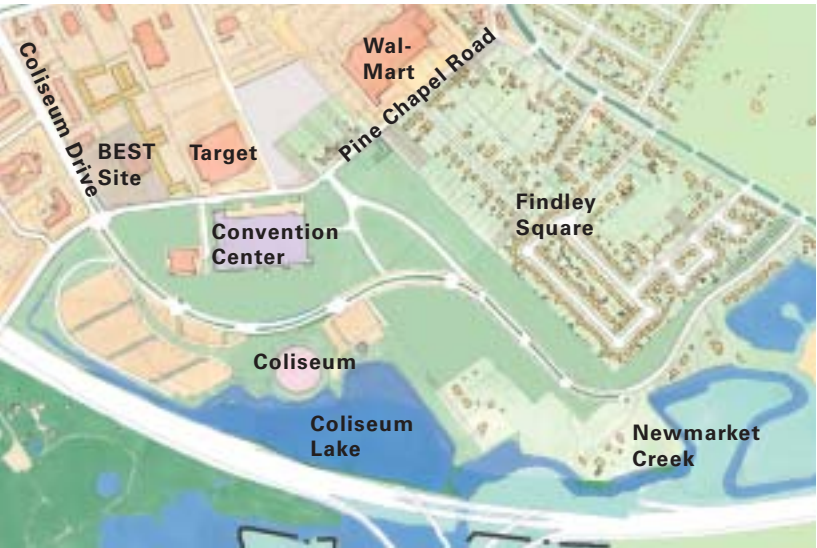 Coliseum Drive
Wal-
Mart
Pine Chapel Road
BEST
Site
Target
Findley
Square
Convention
Center
Coliseum
Coliseum
Lake
Newmarket
Creek